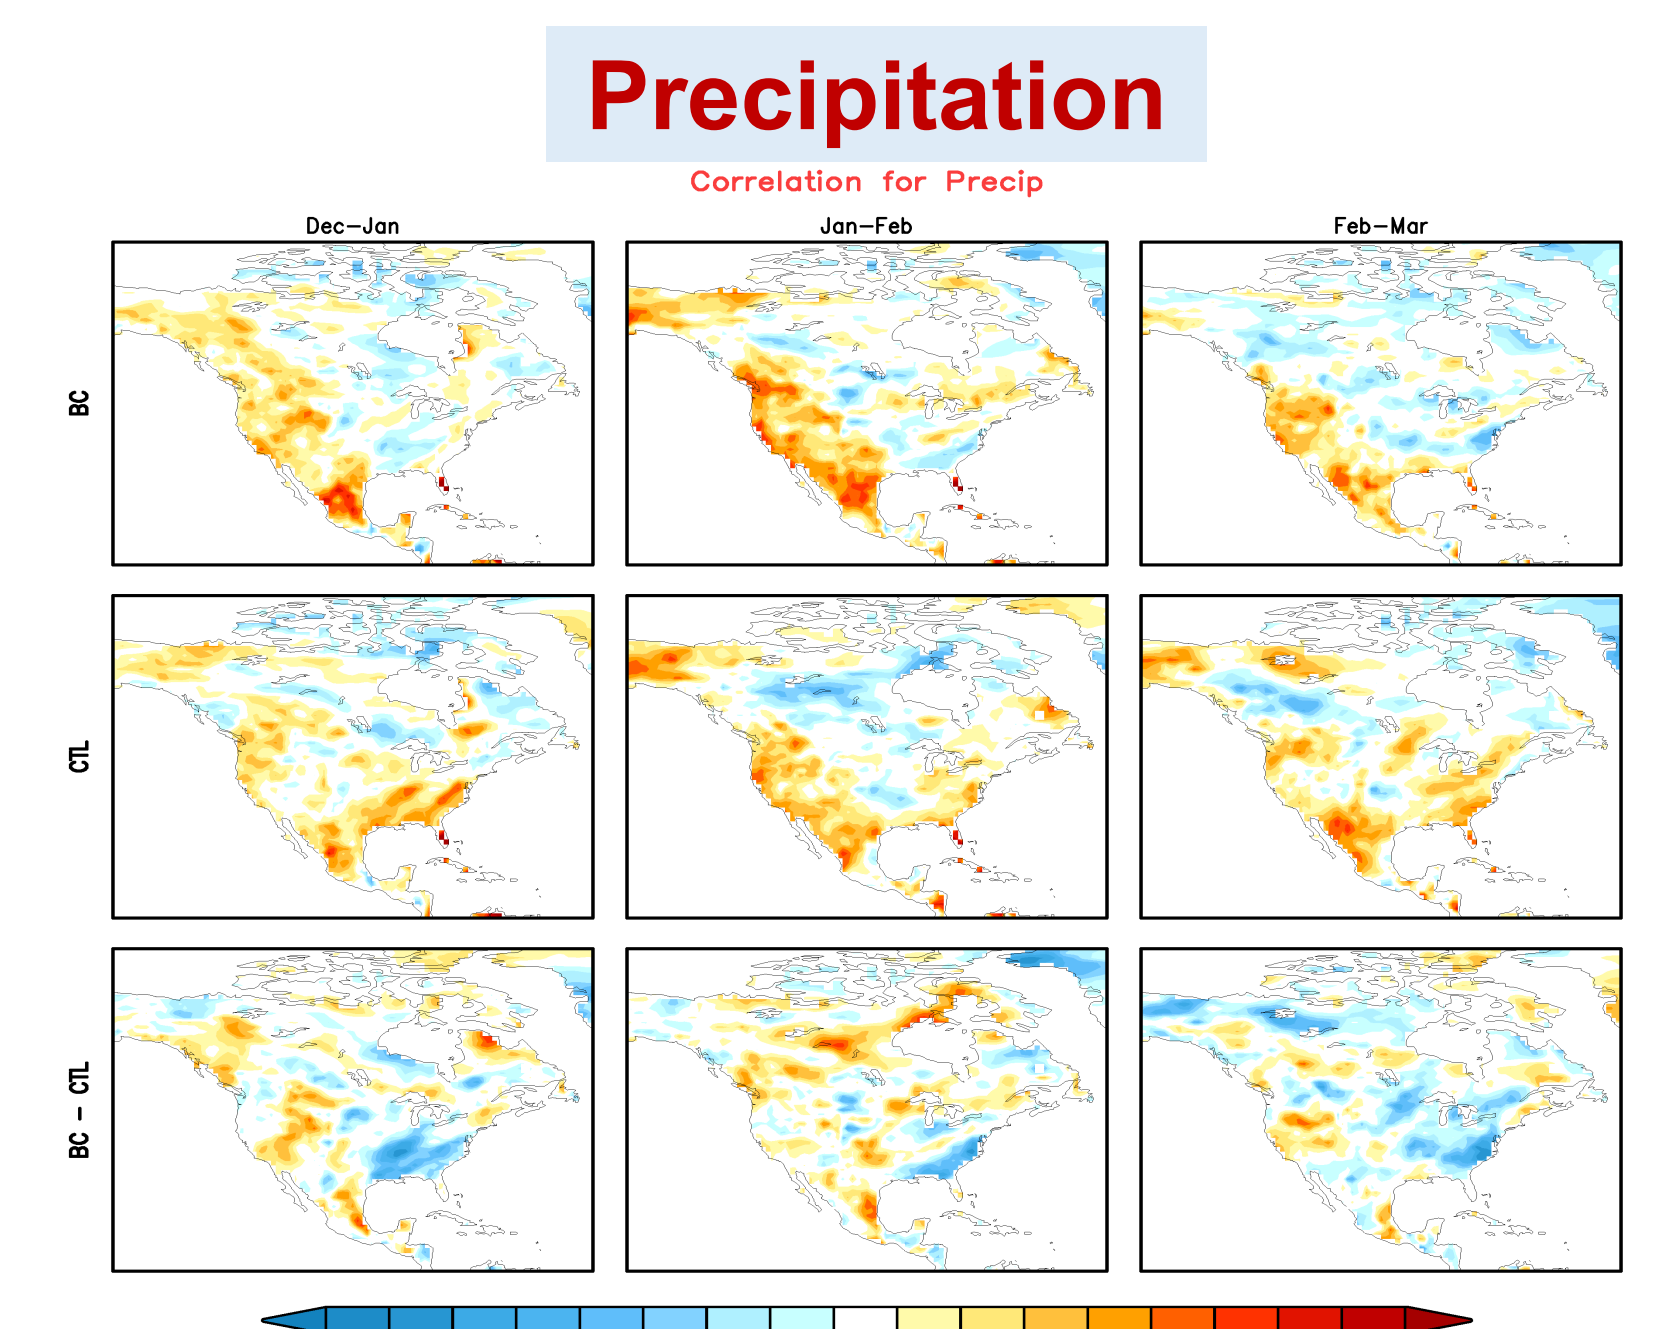 Precipitation
Correlation for Precip
Dec-Jan
Jan-Feb
Feb-Mar
BC
CTL
BC - CTL